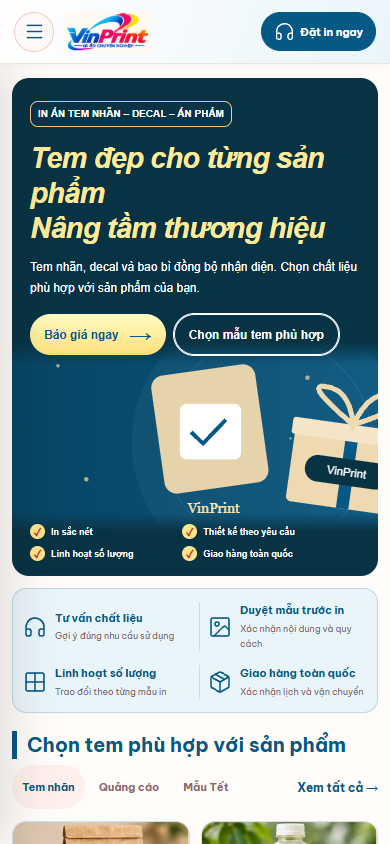 VinPrint
IN ẤN CHUYÊN NGHIỆP
Đặt in ngay
IN ẤN TEM NHÃN – DECAL – ẤN PHẨM
Tem đẹp cho từng sản
phẩm
Nâng tầm thương hiệu
Tem nhãn, decal và bao bì đồng bộ nhận diện. Chọn chất liệu
phù hợp với sản phẩm của bạn.
Báo giá ngay →
Chọn mẫu tem phù hợp
VinPrint
VinPrint
In sắc nét
Thiết kế theo yêu cầu
Linh hoạt số lượng
Giao hàng toàn quốc
Tư vấn chất liệu
Gợi ý đúng nhu cầu sử dụng
Duyệt mẫu trước in
Xác nhận nội dung và quy
cách
Linh hoạt số lượng
Trao đổi theo từng mẫu in
Giao hàng toàn quốc
Xác nhận lịch và vận chuyển
Chọn tem phù hợp với sản phẩm
Tem nhãn
Quảng cáo
Mẫu Tết
Xem tất cả →